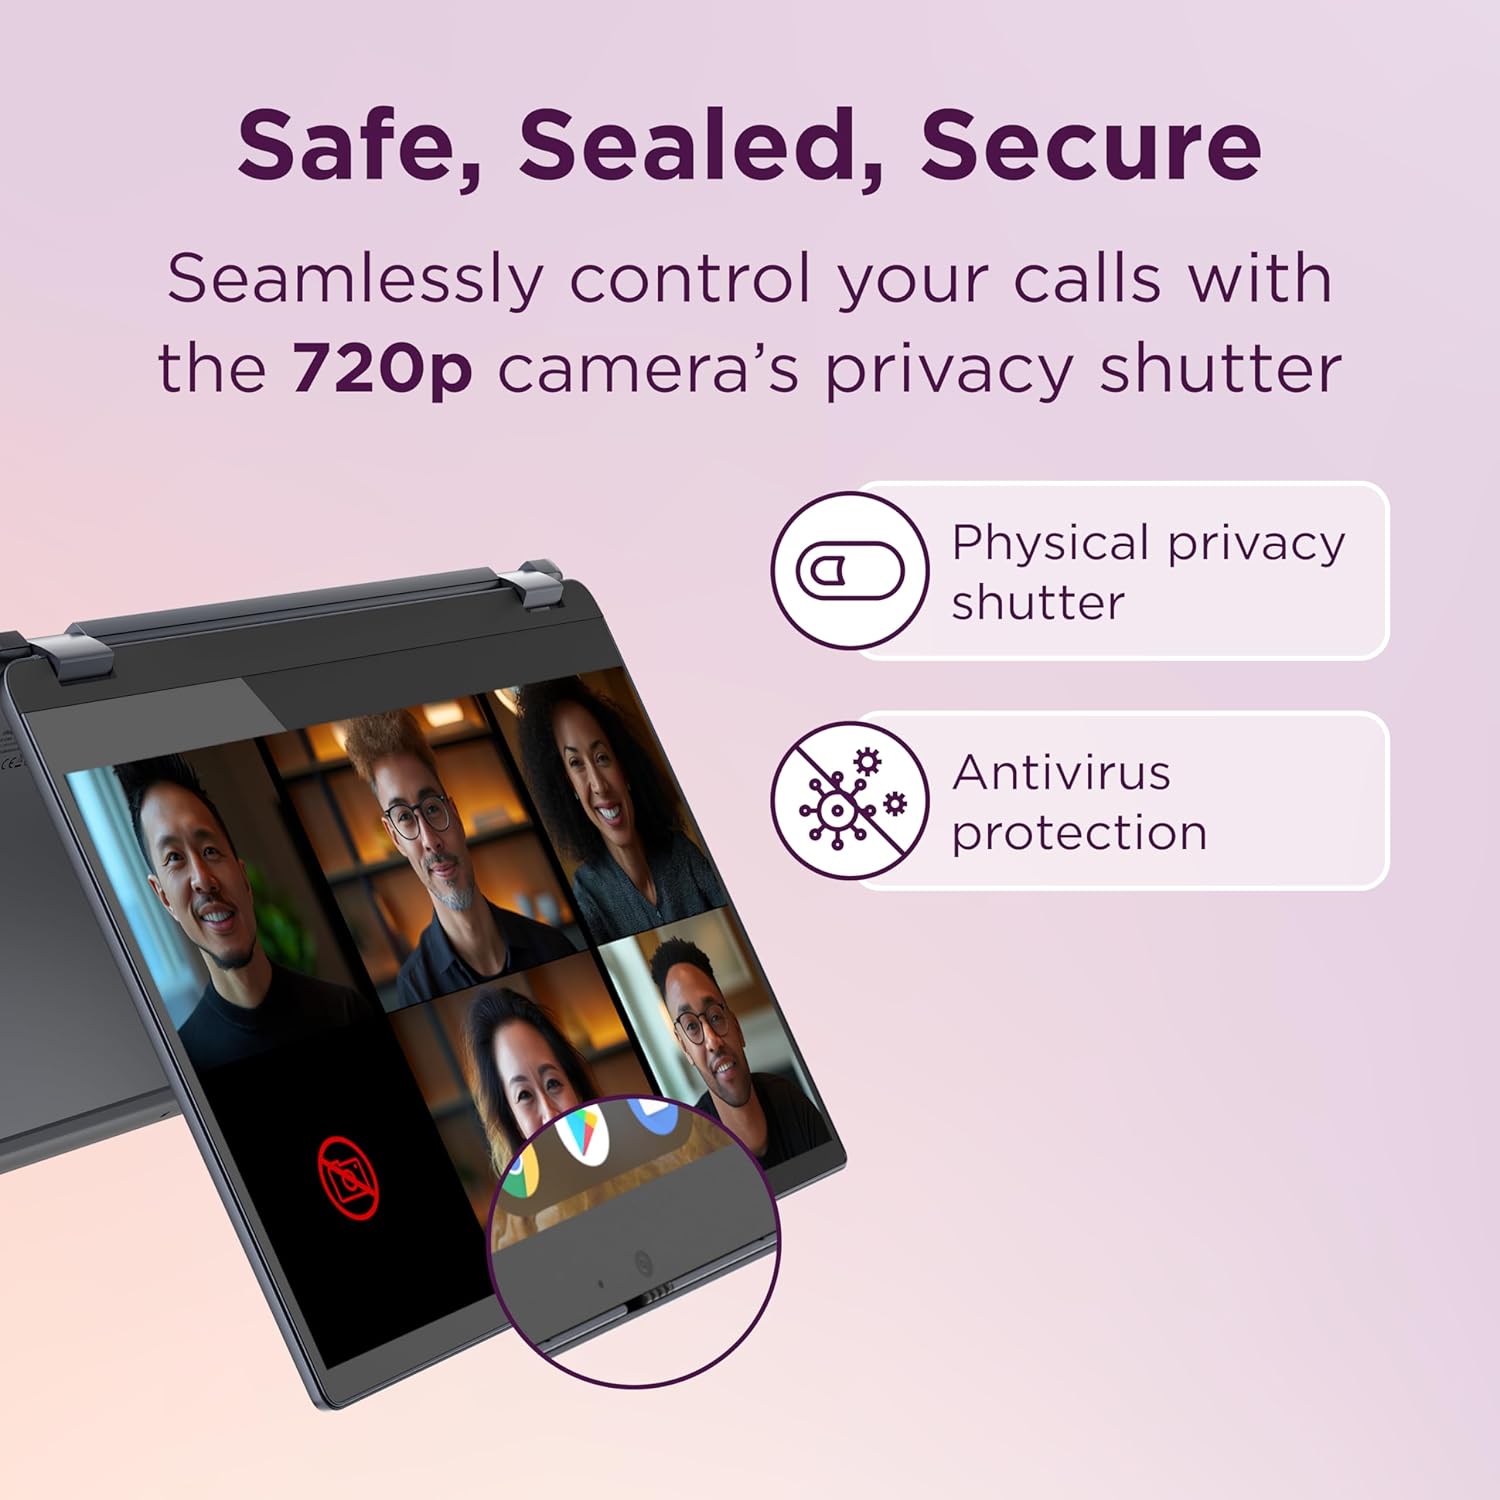 Safe, Sealed, Secure
Seamlessly control your calls with
the 720p camera's privacy shutter
Physical privacy
shutter
Antivirus
protection